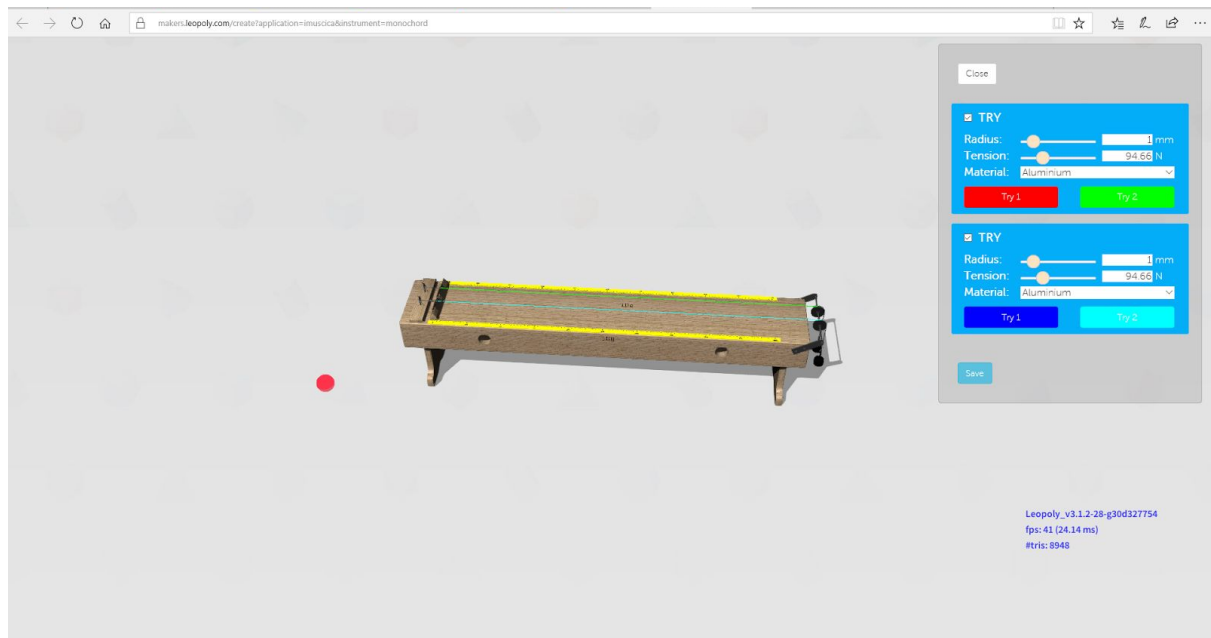 makers.leopoly.com/create?application=imuscica&instrument=monochord
Close
TRY
Radius: 1 mm
Tension: 94.66 N
Material: Aluminium
Try 1 Try 2
TRY
Radius: 1 mm
Tension: 94.66 N
Material: Aluminium
Try 1 Try 2
Save
Leopoly_v3.1.2-28-g30d327754
fps: 41 (24.14 ms)
#tris: 8948